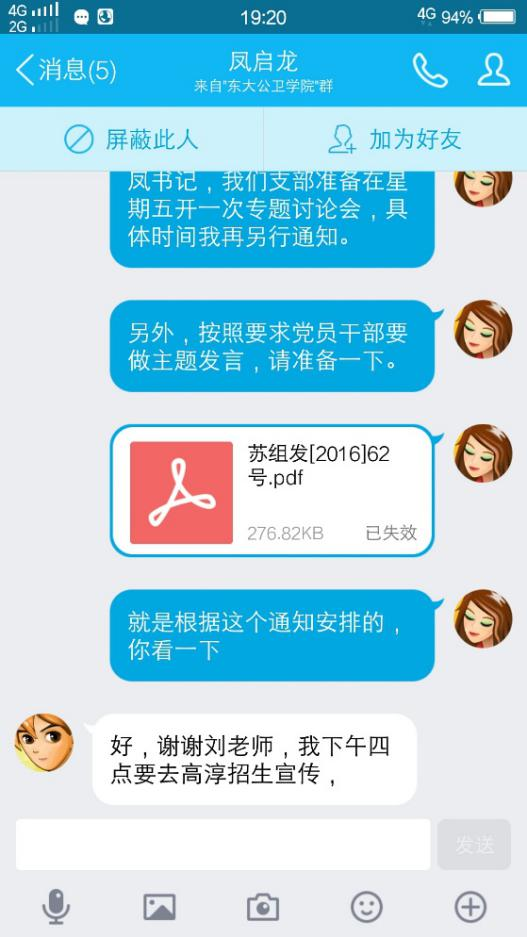 4G
2G
19:20
4G 94%
消息(5)
凤启龙
来自"东大公卫学院"群
屏蔽此人
加为好友
凤书记，我们支部准备在星
期五开一次专题讨论会，具
体时间我再另行通知。
另外，按照要求党员干部要
做主题发言，请准备一下。
苏组发[2016]62
号.pdf
276.82KB
已失效
就是根据这个通知安排的，
你看一下
好，谢谢刘老师，我下午四
点要去高淳招生宣传，
发送